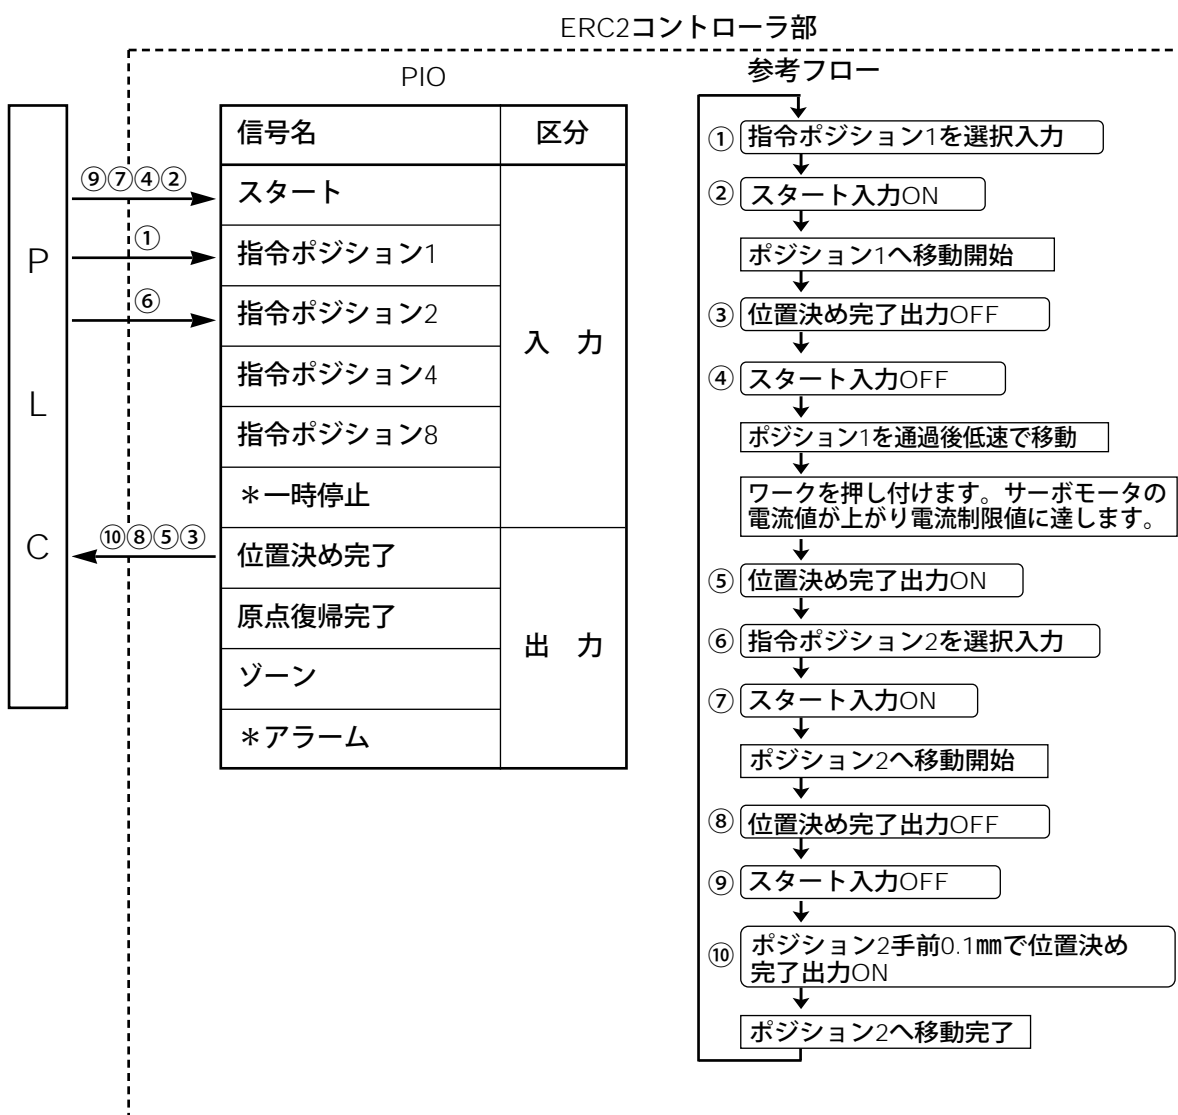 ERC2コントローラ部
PIO
信号名 区分
スタート
指令ポジション1
指令ポジション2
指令ポジション4
指令ポジション8
＊一時停止
入 力
位置決め完了
原点復帰完了
ゾーン
＊アラーム
出 力
P
L
C
⑨⑦④②
①
⑥
⑩⑧⑤③
参考フロー
① 指令ポジション1を選択入力
② スタート入力ON
ポジション1へ移動開始
③ 位置決め完了出力OFF
④ スタート入力OFF
ポジション1を通過後低速で移動
ワークを押し付けます。サーボモータの
電流値が上がり電流制限値に達します。
⑤ 位置決め完了出力ON
⑥ 指令ポジション2を選択入力
⑦ スタート入力ON
ポジション2へ移動開始
⑧ 位置決め完了出力OFF
⑨ スタート入力OFF
⑩ ポジション2手前0.1㎜で位置決め
完了出力ON
ポジション2へ移動完了